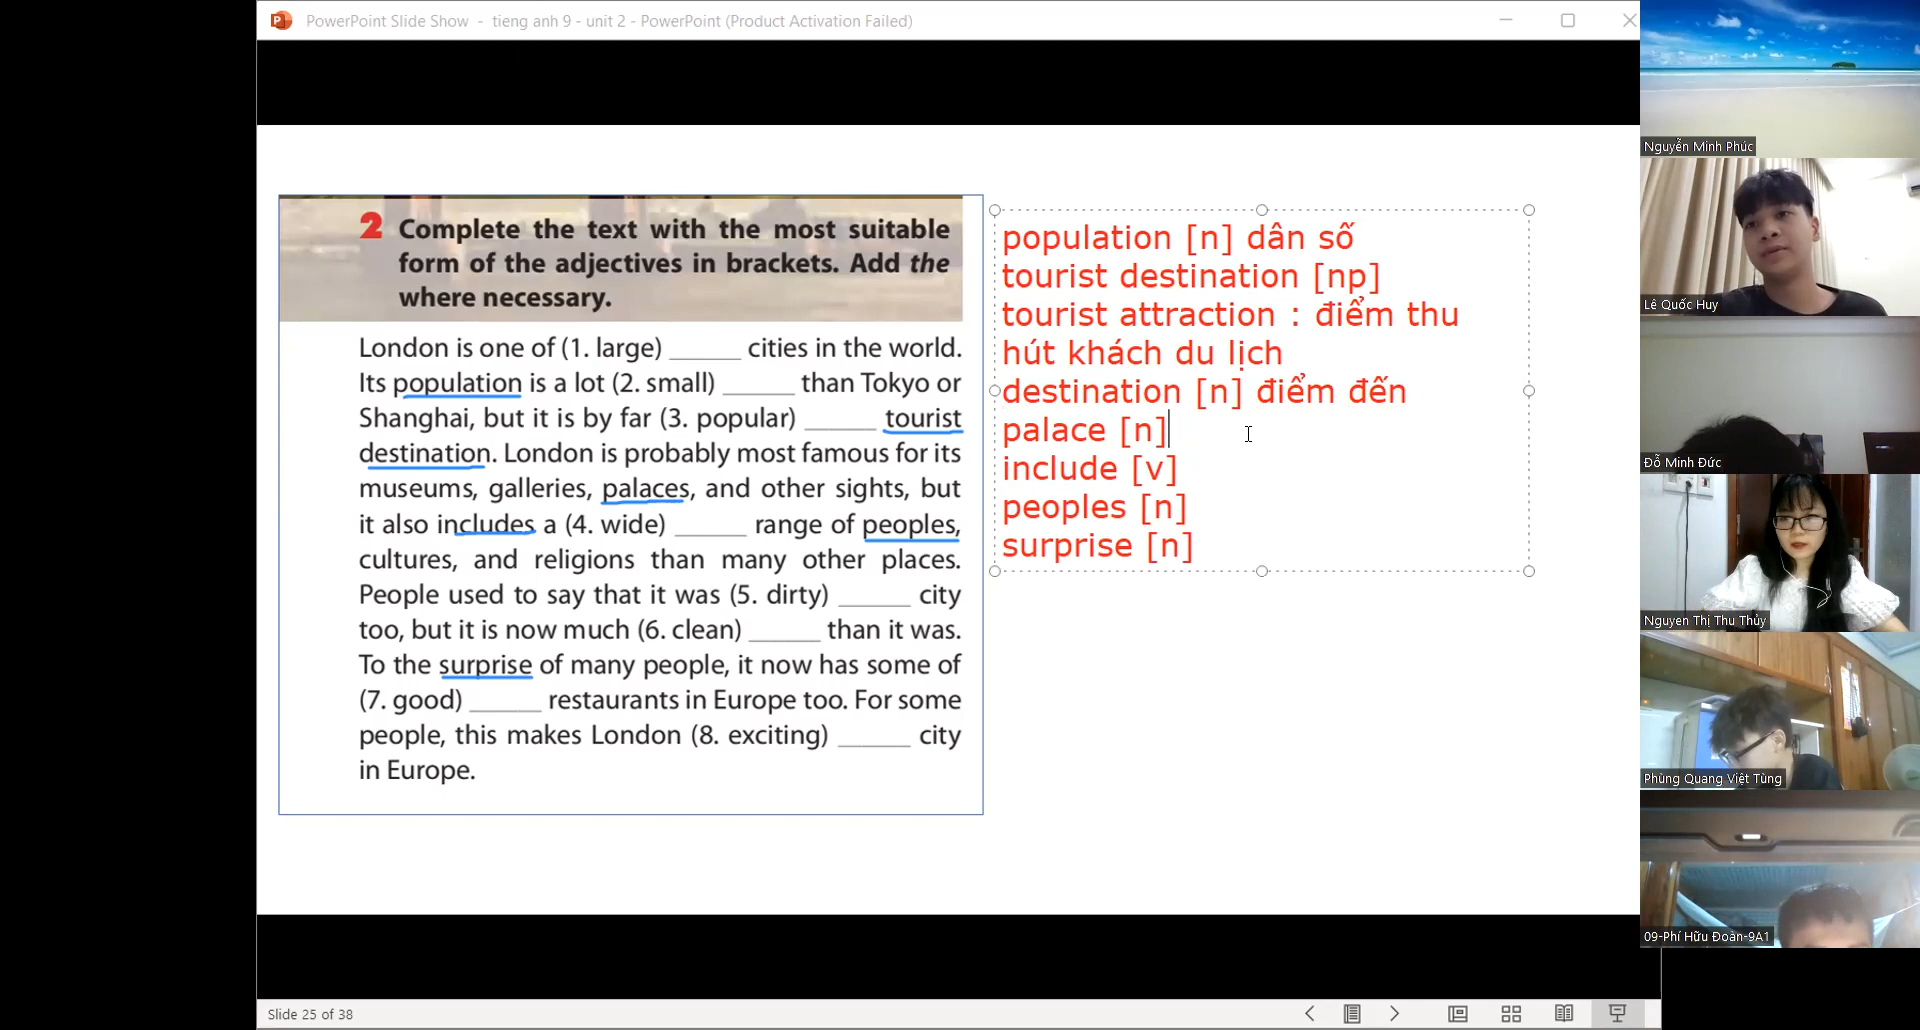 PowerPoint Slide Show - tieng anh 9 - unit 2 - PowerPoint (Product Activation Failed)
2 Complete the text with the most suitable
form of the adjectives in brackets. Add the
where necessary.
London is one of (1. large) _____ cities in the world.
Its population is a lot (2. small) _____ than Tokyo or
Shanghai, but it is by far (3. popular) _____ tourist
destination. London is probably most famous for its
museums, galleries, palaces, and other sights, but
it also includes a (4. wide) _____ range of peoples,
cultures, and religions than many other places.
People used to say that it was (5. dirty) _____ city
too, but it is now much (6. clean) _____ than it was.
To the surprise of many people, it now has some of
(7. good) _____ restaurants in Europe too. For some
people, this makes London (8. exciting) _____ city
in Europe.
population [n] dân số
tourist destination [np]
tourist attraction : điểm thu
hút khách du lịch
destination [n] điểm đến
palace [n]
include [v]
peoples [n]
surprise [n]
Nguyễn Minh Phúc
Lê Quốc Huy
Đỗ Minh Đức
Nguyen Thị Thu Thủy
Phùng Quang Việt Tùng
09-Phí Hữu Đoàn-9A1
Slide 25 of 38